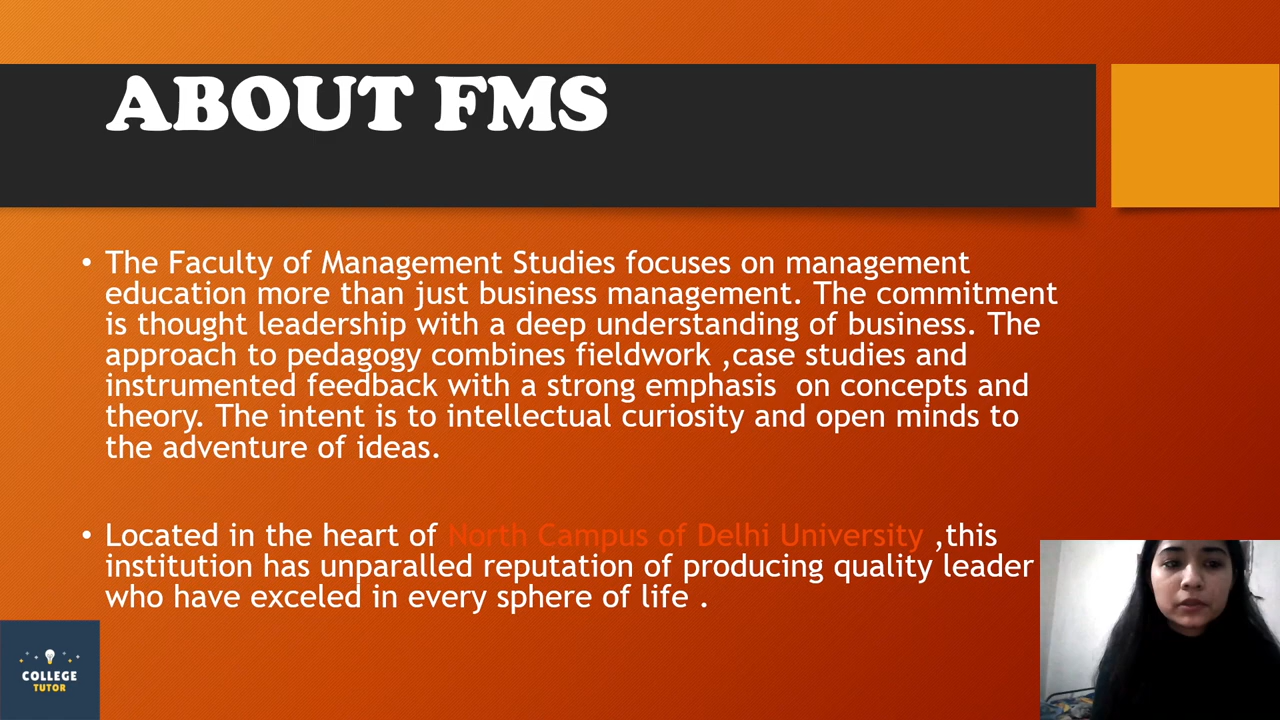 ABOUT FMS
• The Faculty of Management Studies focuses on management
education more than just business management. The commitment
is thought leadership with a deep understanding of business. The
approach to pedagogy combines fieldwork ,case studies and
instrumented feedback with a strong emphasis  on concepts and
theory. The intent is to intellectual curiosity and open minds to
the adventure of ideas.
• Located in the heart of North Campus of Delhi University ,this
institution has unparalled reputation of producing quality leader
who have exceled in every sphere of life .
COLLEGE
TUTOR